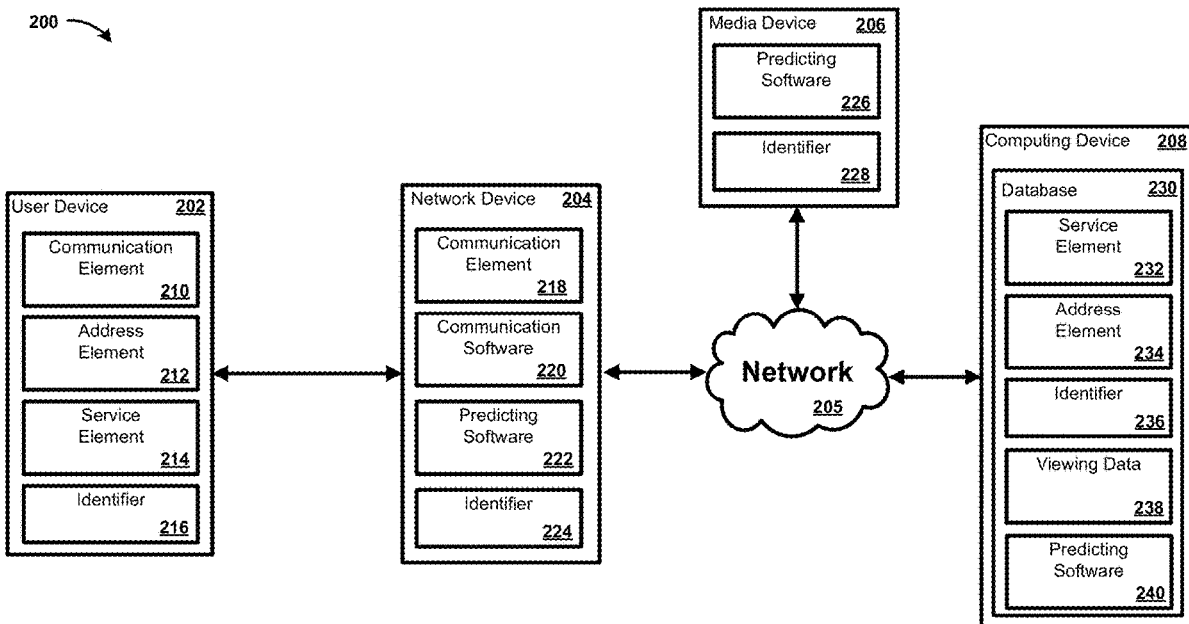 200
Media Device 206
Predicting
Software
226
Identifier
228
Computing Device 208
Database 230
Service
Element
232
Address
Element
234
Identifier
236
Viewing Data
238
Predicting
Software
240
User Device 202
Communication
Element
210
Address
Element
212
Service
Element
214
Identifier
216
Network Device 204
Communication
Element
218
Communication
Software
220
Predicting
Software
222
Identifier
224
Network
205